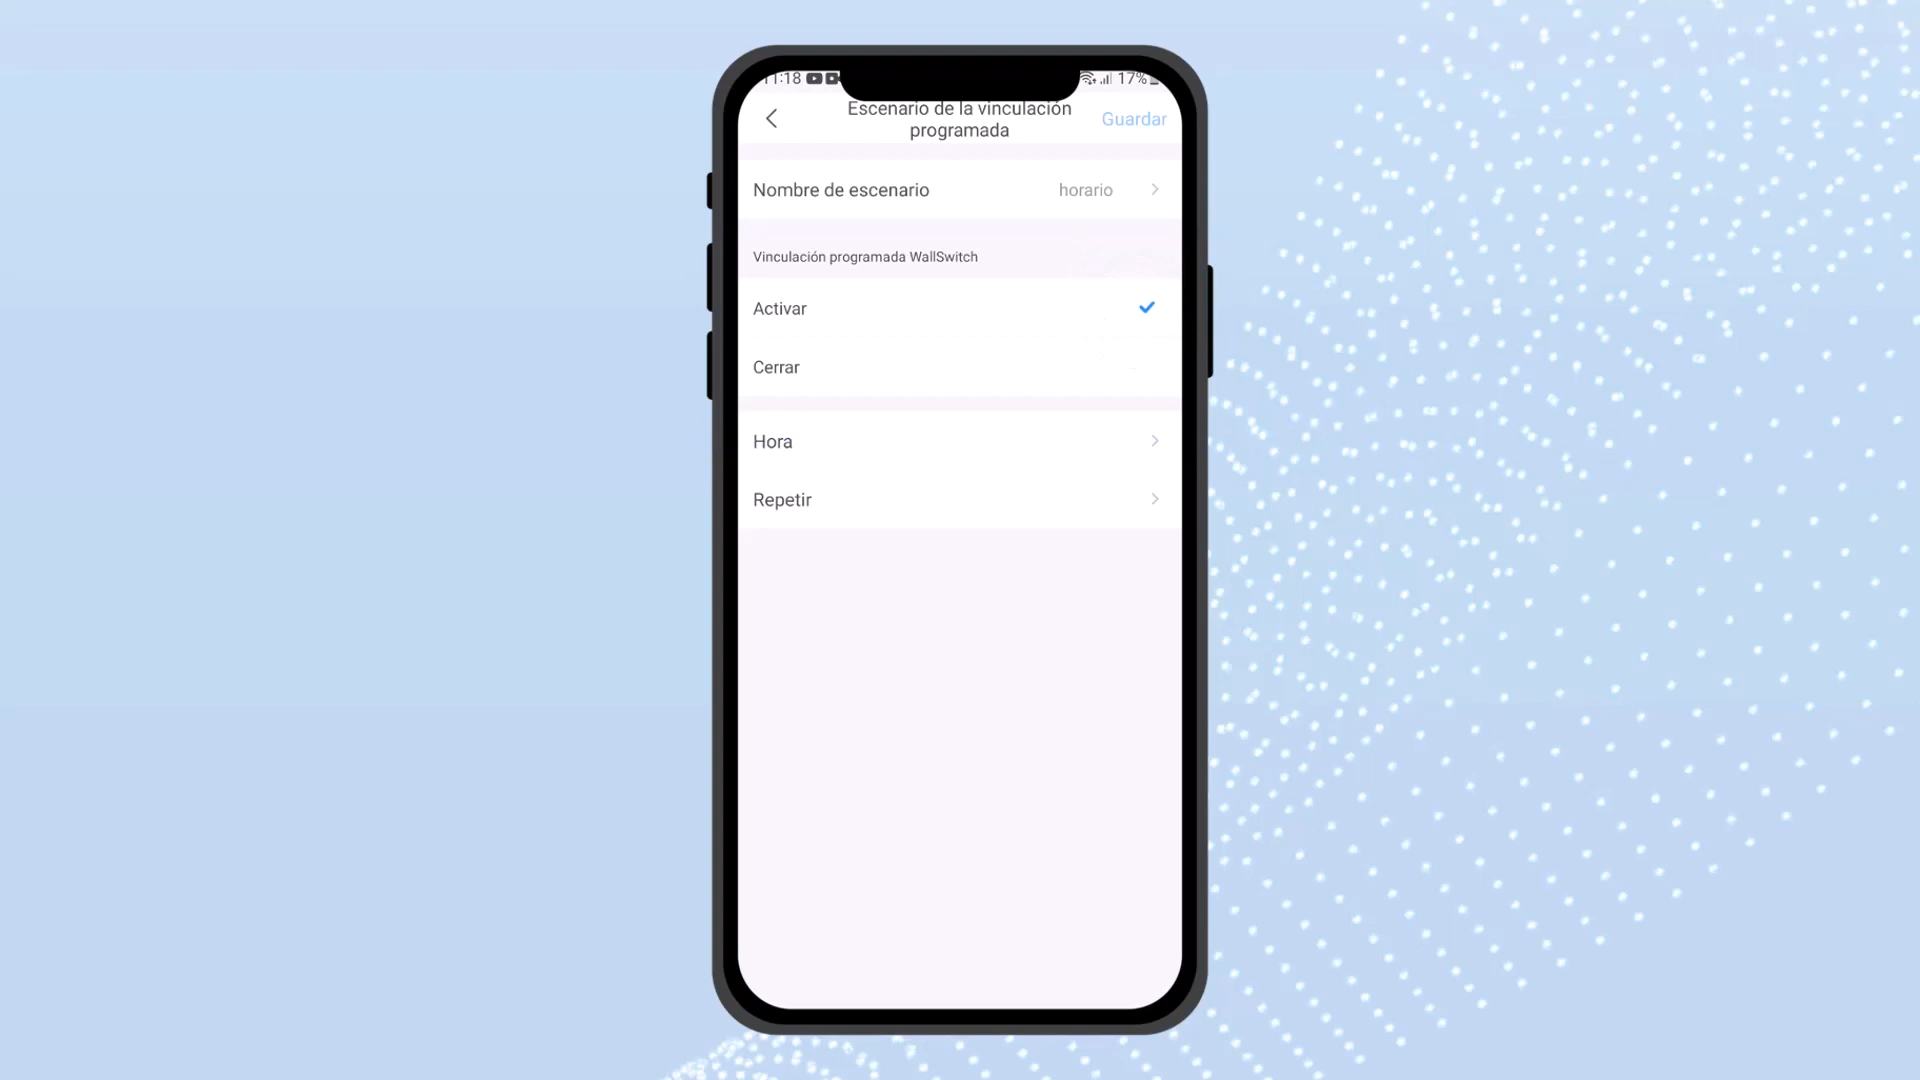 11:18 17%
Escenario de la vinculación
programada
Guardar
Nombre de escenario horario
Vinculación programada WallSwitch
Activar
Cerrar
Hora
Repetir